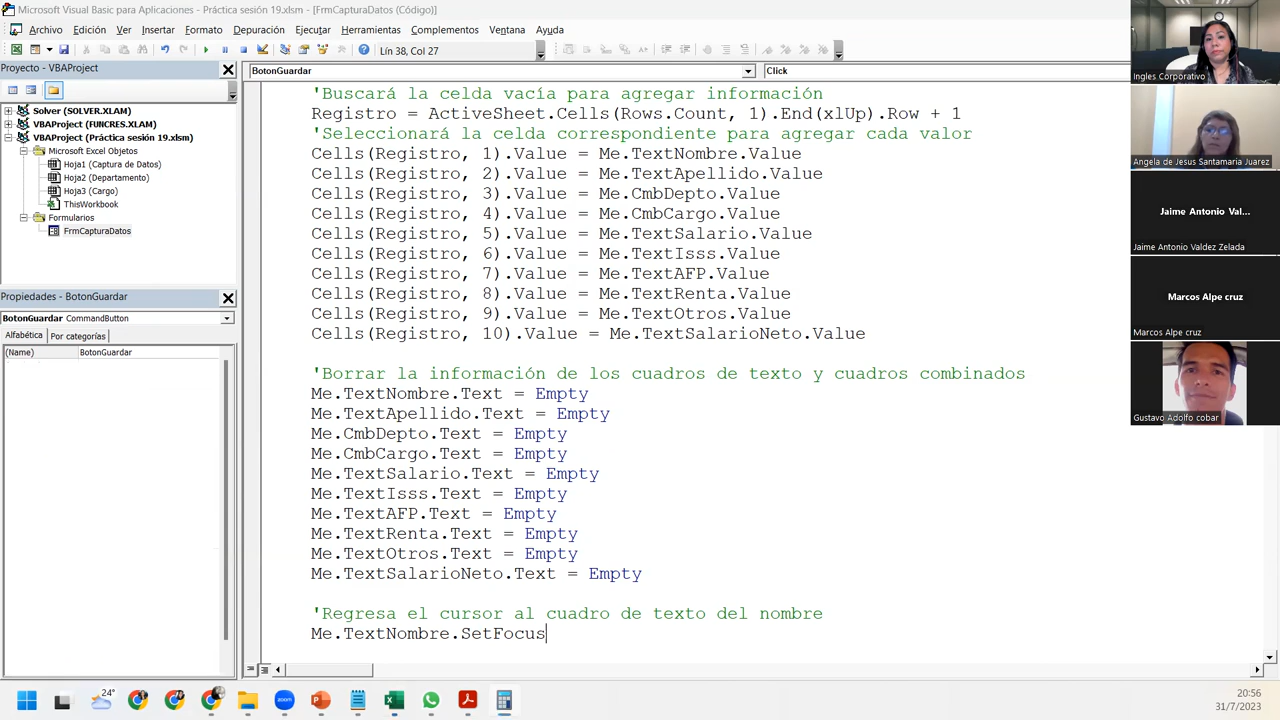 Microsoft Visual Basic para Aplicaciones - Práctica sesión 19.xlsm - [FrmCapturaDatos (Código)]
Archivo Edición Ver Insertar Formato Depuración Ejecutar Herramientas Complementos Ventana Ayuda
Lín 38, Col 27
Proyecto - VBAProject
Solver (SOLVER.XLAM)
VBAProject (FUNCRES.XLAM)
VBAProject (Práctica sesión 19.xlsm)
Microsoft Excel Objetos
Hoja1 (Captura de Datos)
Hoja2 (Departamento)
Hoja3 (Cargo)
ThisWorkbook
Formularios
FrmCapturaDatos
Propiedades - BotonGuardar
BotonGuardar CommandButton
Alfabética Por categorías
(Name) BotonGuardar
BotonGuardar Click
'Buscará la celda vacía para agregar información
Registro = ActiveSheet.Cells(Rows.Count, 1).End(xlUp).Row + 1
'Seleccionará la celda correspondiente para agregar cada valor
Cells(Registro, 1).Value = Me.TextNombre.Value
Cells(Registro, 2).Value = Me.TextApellido.Value
Cells(Registro, 3).Value = Me.CmbDepto.Value
Cells(Registro, 4).Value = Me.CmbCargo.Value
Cells(Registro, 5).Value = Me.TextSalario.Value
Cells(Registro, 6).Value = Me.TextIsss.Value
Cells(Registro, 7).Value = Me.TextAFP.Value
Cells(Registro, 8).Value = Me.TextRenta.Value
Cells(Registro, 9).Value = Me.TextOtros.Value
Cells(Registro, 10).Value = Me.TextSalarioNeto.Value
'Borrar la información de los cuadros de texto y cuadros combinados
Me.TextNombre.Text = Empty
Me.TextApellido.Text = Empty
Me.CmbDepto.Text = Empty
Me.CmbCargo.Text = Empty
Me.TextSalario.Text = Empty
Me.TextIsss.Text = Empty
Me.TextAFP.Text = Empty
Me.TextRenta.Text = Empty
Me.TextOtros.Text = Empty
Me.TextSalarioNeto.Text = Empty
'Regresa el cursor al cuadro de texto del nombre
Me.TextNombre.SetFocus
Ingles Corporativo
Angela de Jesus Santamaria Juarez
Jaime Antonio Val...
Jaime Antonio Valdez Zelada
Marcos Alpe cruz
Marcos Alpe cruz
Gustavo Adolfo cobar
24°
zoom
20:56
31/7/2023